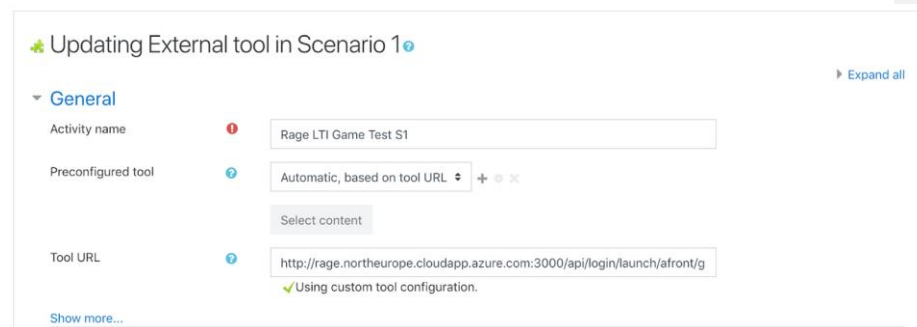 Updating External tool in Scenario 1
Expand all
General
Activity name
Rage LTI Game Test S1
Preconfigured tool
Automatic, based on tool URL
Select content
Tool URL
http://rage.northeurope.cloudapp.azure.com:3000/api/login/launch/afront/g
Using custom tool configuration.
Show more...